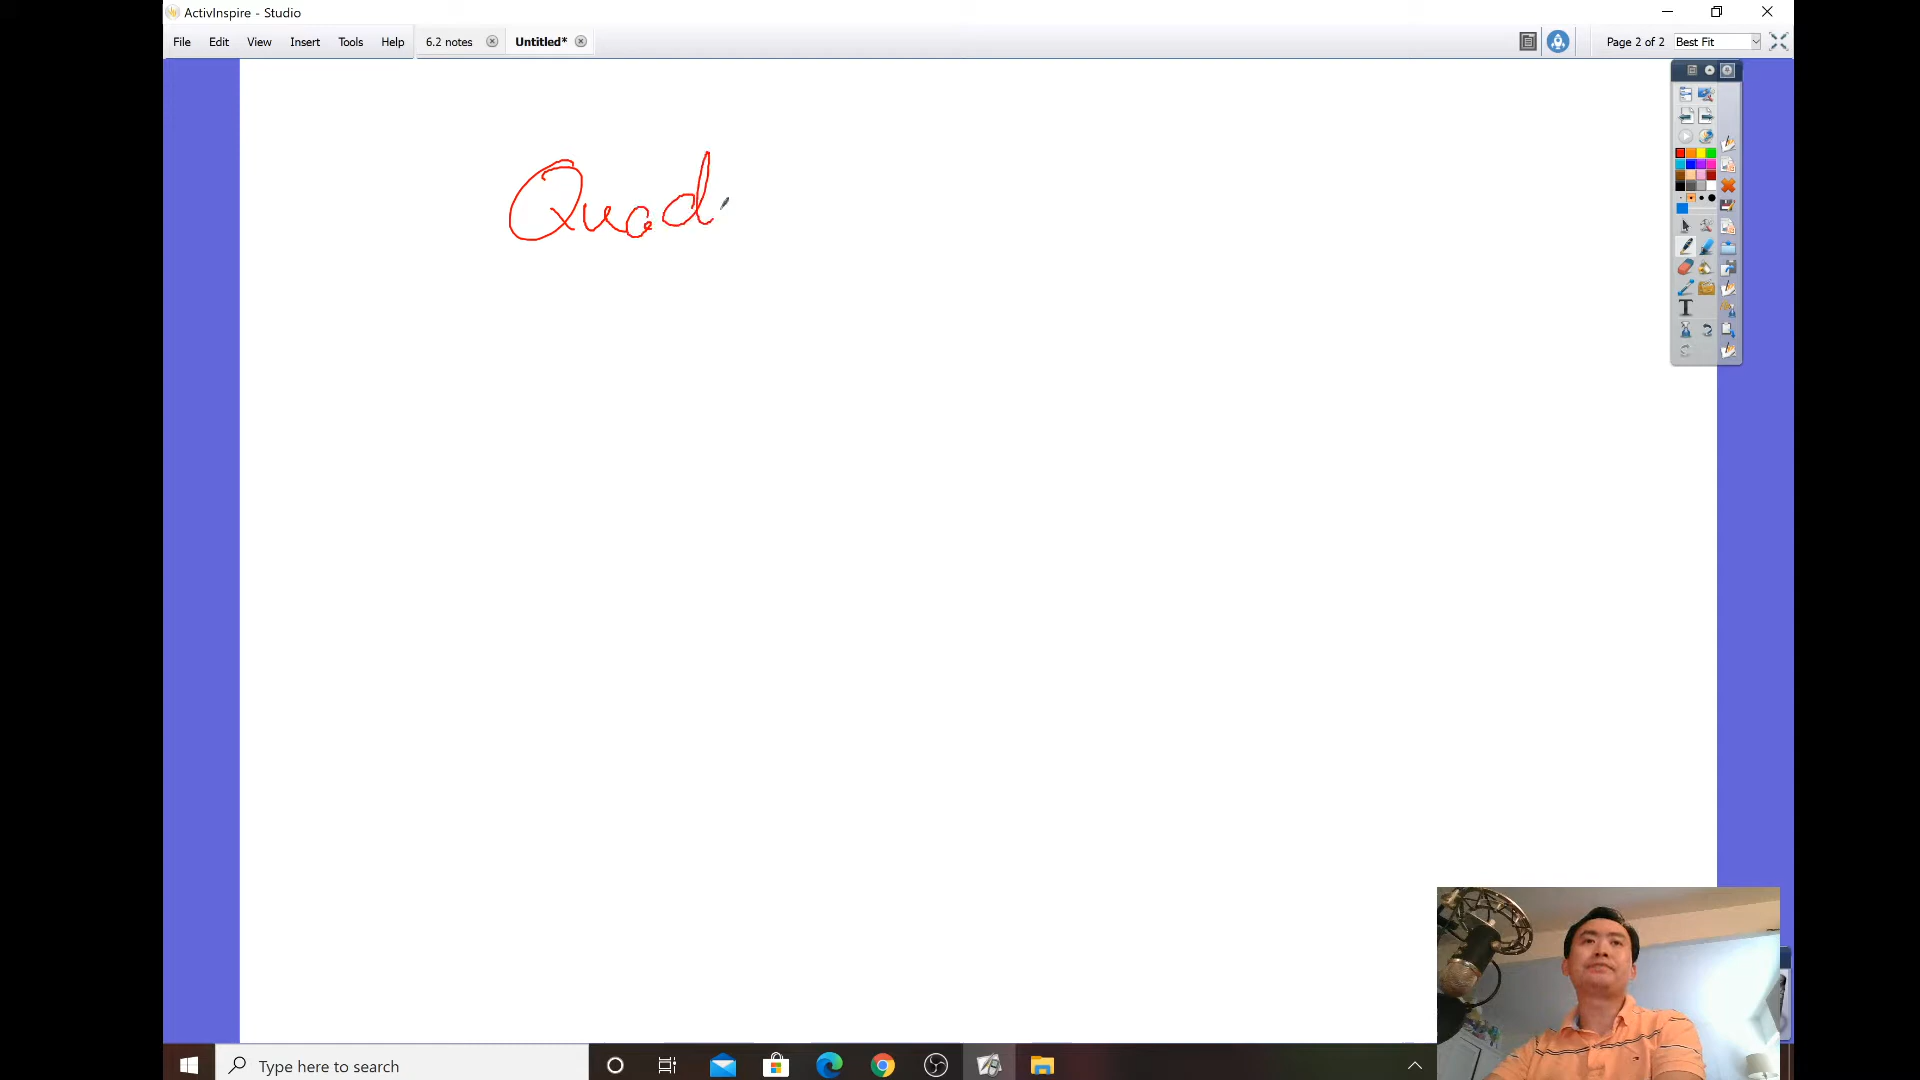 ActivInspire - Studio
File Edit View Insert Tools Help 6.2 notes Untitled* Page 2 of 2 Best Fit
Quad
T
Type here to search